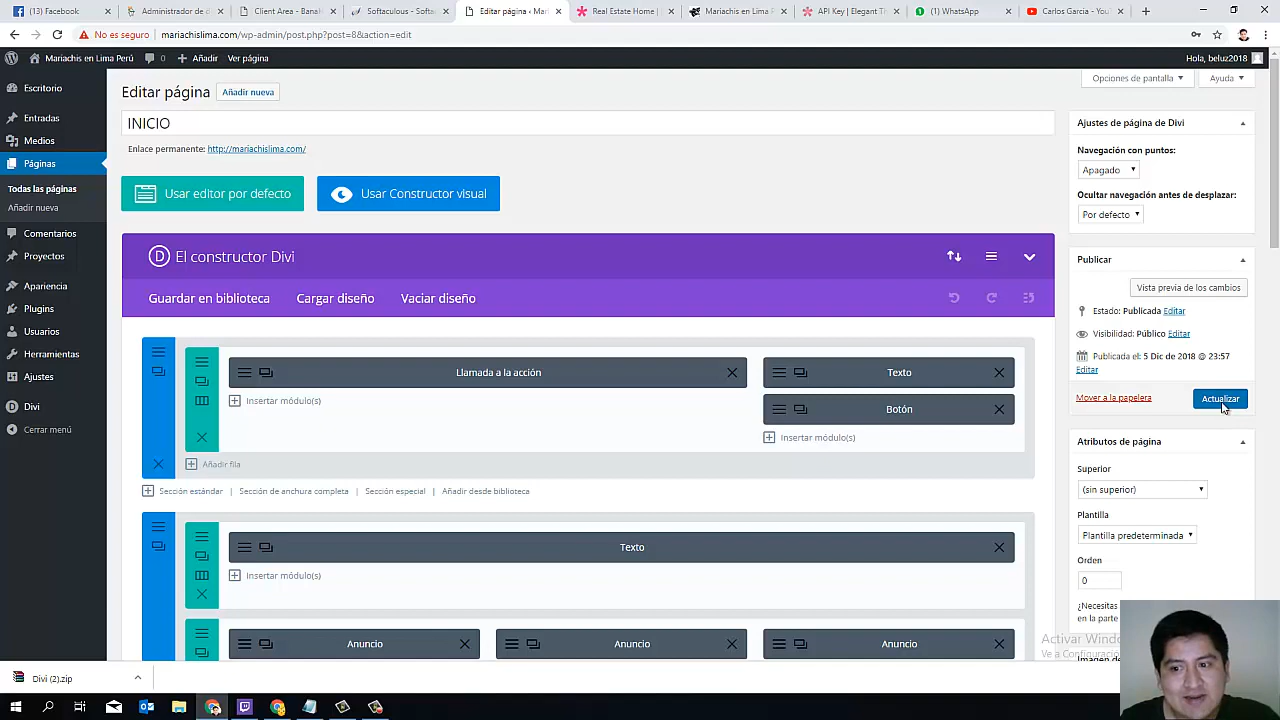 (13) Facebook
Administrador de d
Client Area - Banah
Softaculous - Softa
Editar página ‹ Mari
Real Estate Home |
Mariachis en Lima P
API Key | Elegant T
(1) WhatsApp
Carlos Garcia - You
No es seguro | mariachislima.com/wp-admin/post.php?post=8&action=edit
Mariachis en Lima Perú 0 Añadir Ver página Hola, beluz2018
Escritorio
Entradas
Medios
Páginas
Todas las páginas
Añadir nueva
Comentarios
Proyectos
Apariencia
Plugins
Usuarios
Herramientas
Ajustes
Divi
Cerrar menú
Opciones de pantalla Ayuda
Editar página Añadir nueva
INICIO
Enlace permanente: http://mariachislima.com/
Usar editor por defecto Usar Constructor visual
D El constructor Divi
Guardar en biblioteca Cargar diseño Vaciar diseño
Llamada a la acción Texto
Insertar módulo(s) Botón
Insertar módulo(s)
Añadir fila
Sección estándar | Sección de anchura completa | Sección especial | Añadir desde biblioteca
Texto
Insertar módulo(s)
Anuncio Anuncio Anuncio
Ajustes de página de Divi
Navegación con puntos:
Apagado
Ocultar navegación antes de desplazar:
Por defecto
Publicar
Vista previa de los cambios
Estado: Publicada Editar
Visibilidad: Público Editar
Publicada el: 5 Dic de 2018 @ 23:57
Editar
Mover a la papelera Actualizar
Atributos de página
Superior
(sin superior)
Plantilla
Plantilla predeterminada
Orden
0
¿Necesitas
en la parte
Activar Windo
Ve a Configuració
Imagen de
Divi (2).zip